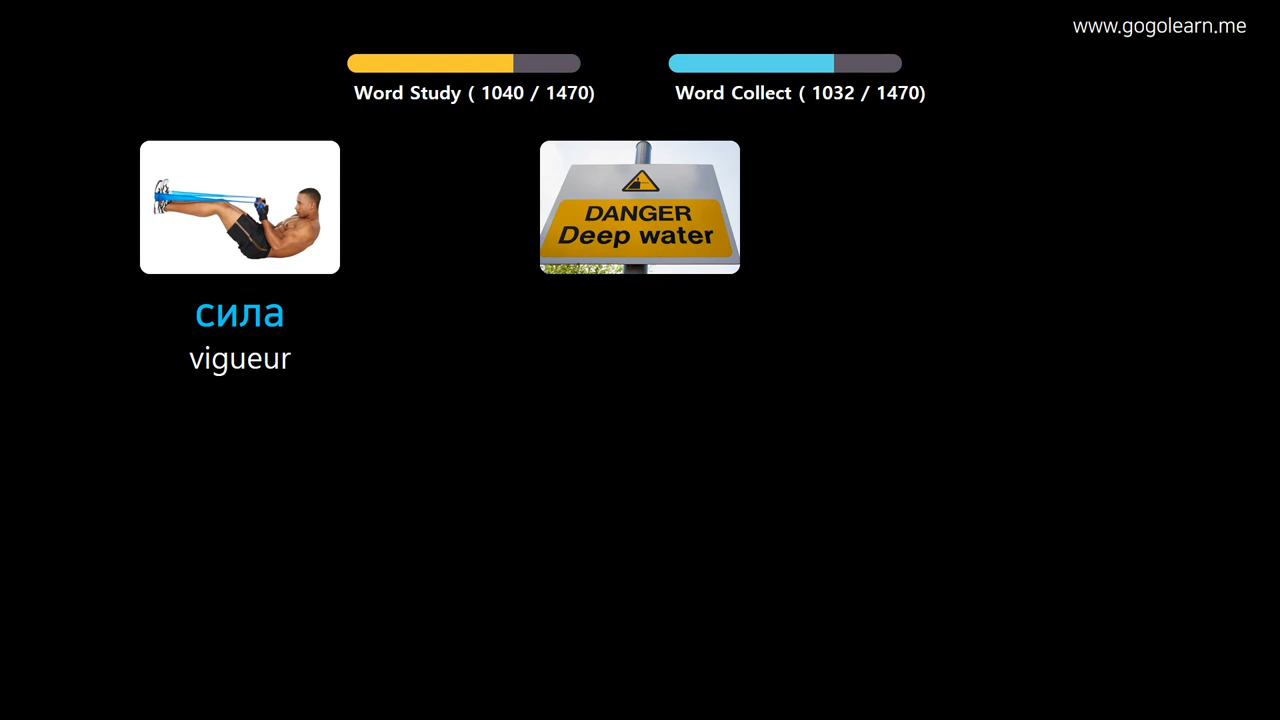 www.gogolearn.me
Word Study ( 1040 / 1470)
Word Collect ( 1032 / 1470)
DANGER
Deep water
сила
vigueur